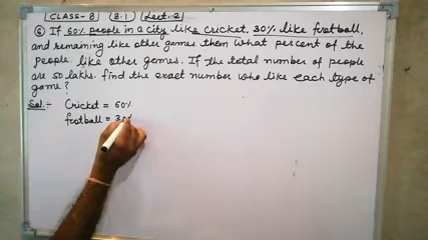 CLASS-8 8.1 Lect-2
6 If 60% people in a city like cricket, 30% like football,
and remaining like other games then what percent of the
people like other games. If the total number of people
are 50 lakhs. find the exact number who like each type of
game?
Sol:- Cricket = 60%
football = 30%